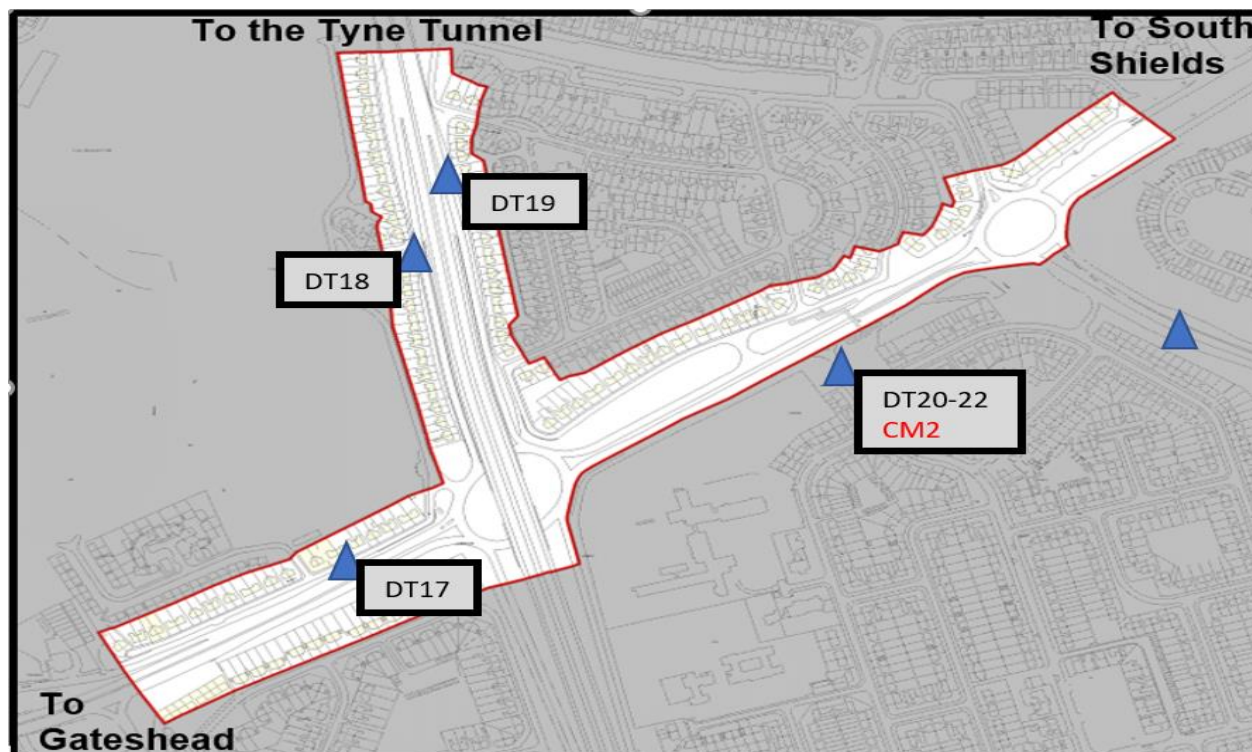 To the Tyne Tunnel
To South
Shields
DT19
DT18
DT20-22
CM2
DT17
To
Gateshead